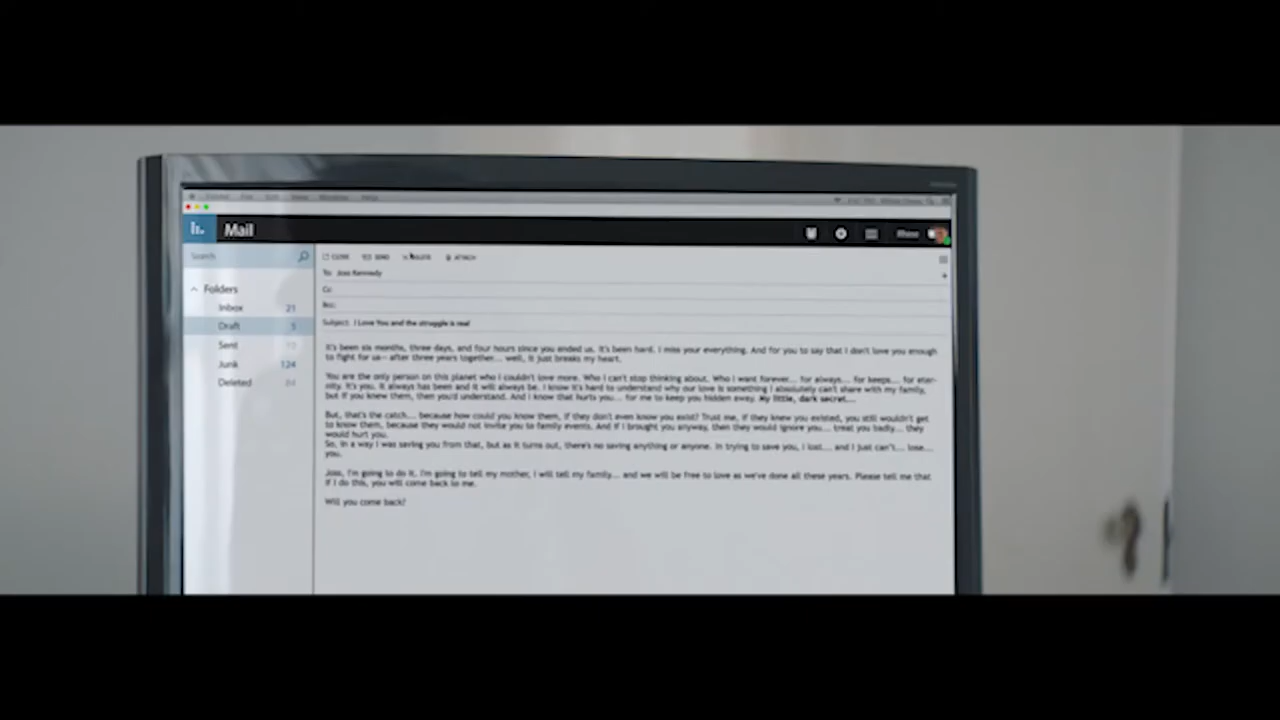 Mail
Search
CLOSE SEND DELETE ATTACH
To: Joss Kennedy
Cc:
Bcc:
Subject: I Love You and the struggle is real
Folders
Inbox 21
Draft 5
Sent
Junk 124
Deleted 84
It's been six months, three days, and four hours since you ended us. It's been hard. I miss your everything. And for you to say that I don't love you enough
to fight for us-- after three years together... well, it just breaks my heart.
You are the only person on this planet who I couldn't love more. Who I can't stop thinking about. Who I want forever... for always... for keeps... for eter-
nity. It's you. It always has been and it will always be. I know it's hard to understand why our love is something I absolutely can't share with my family,
but if you knew them, then you'd understand. And I know that hurts you... for me to keep you hidden away. My little, dark secret...
But, that's the catch... because how could you know them, if they don't even know you exist? Trust me, if they knew you existed, you still wouldn't get
to know them, because they would not invite you to family events. And if I brought you anyway, then they would ignore you... treat you badly... they
would hurt you.
So, in a way I was saving you from that, but as it turns out, there's no saving anything or anyone. In trying to save you, I lost... and I just can't... lose...
you.
Joss, I'm going to do it. I'm going to tell my mother, I will tell my family... and we will be free to love as we've done all these years. Please tell me that
if I do this, you will come back to me.
Will you come back?